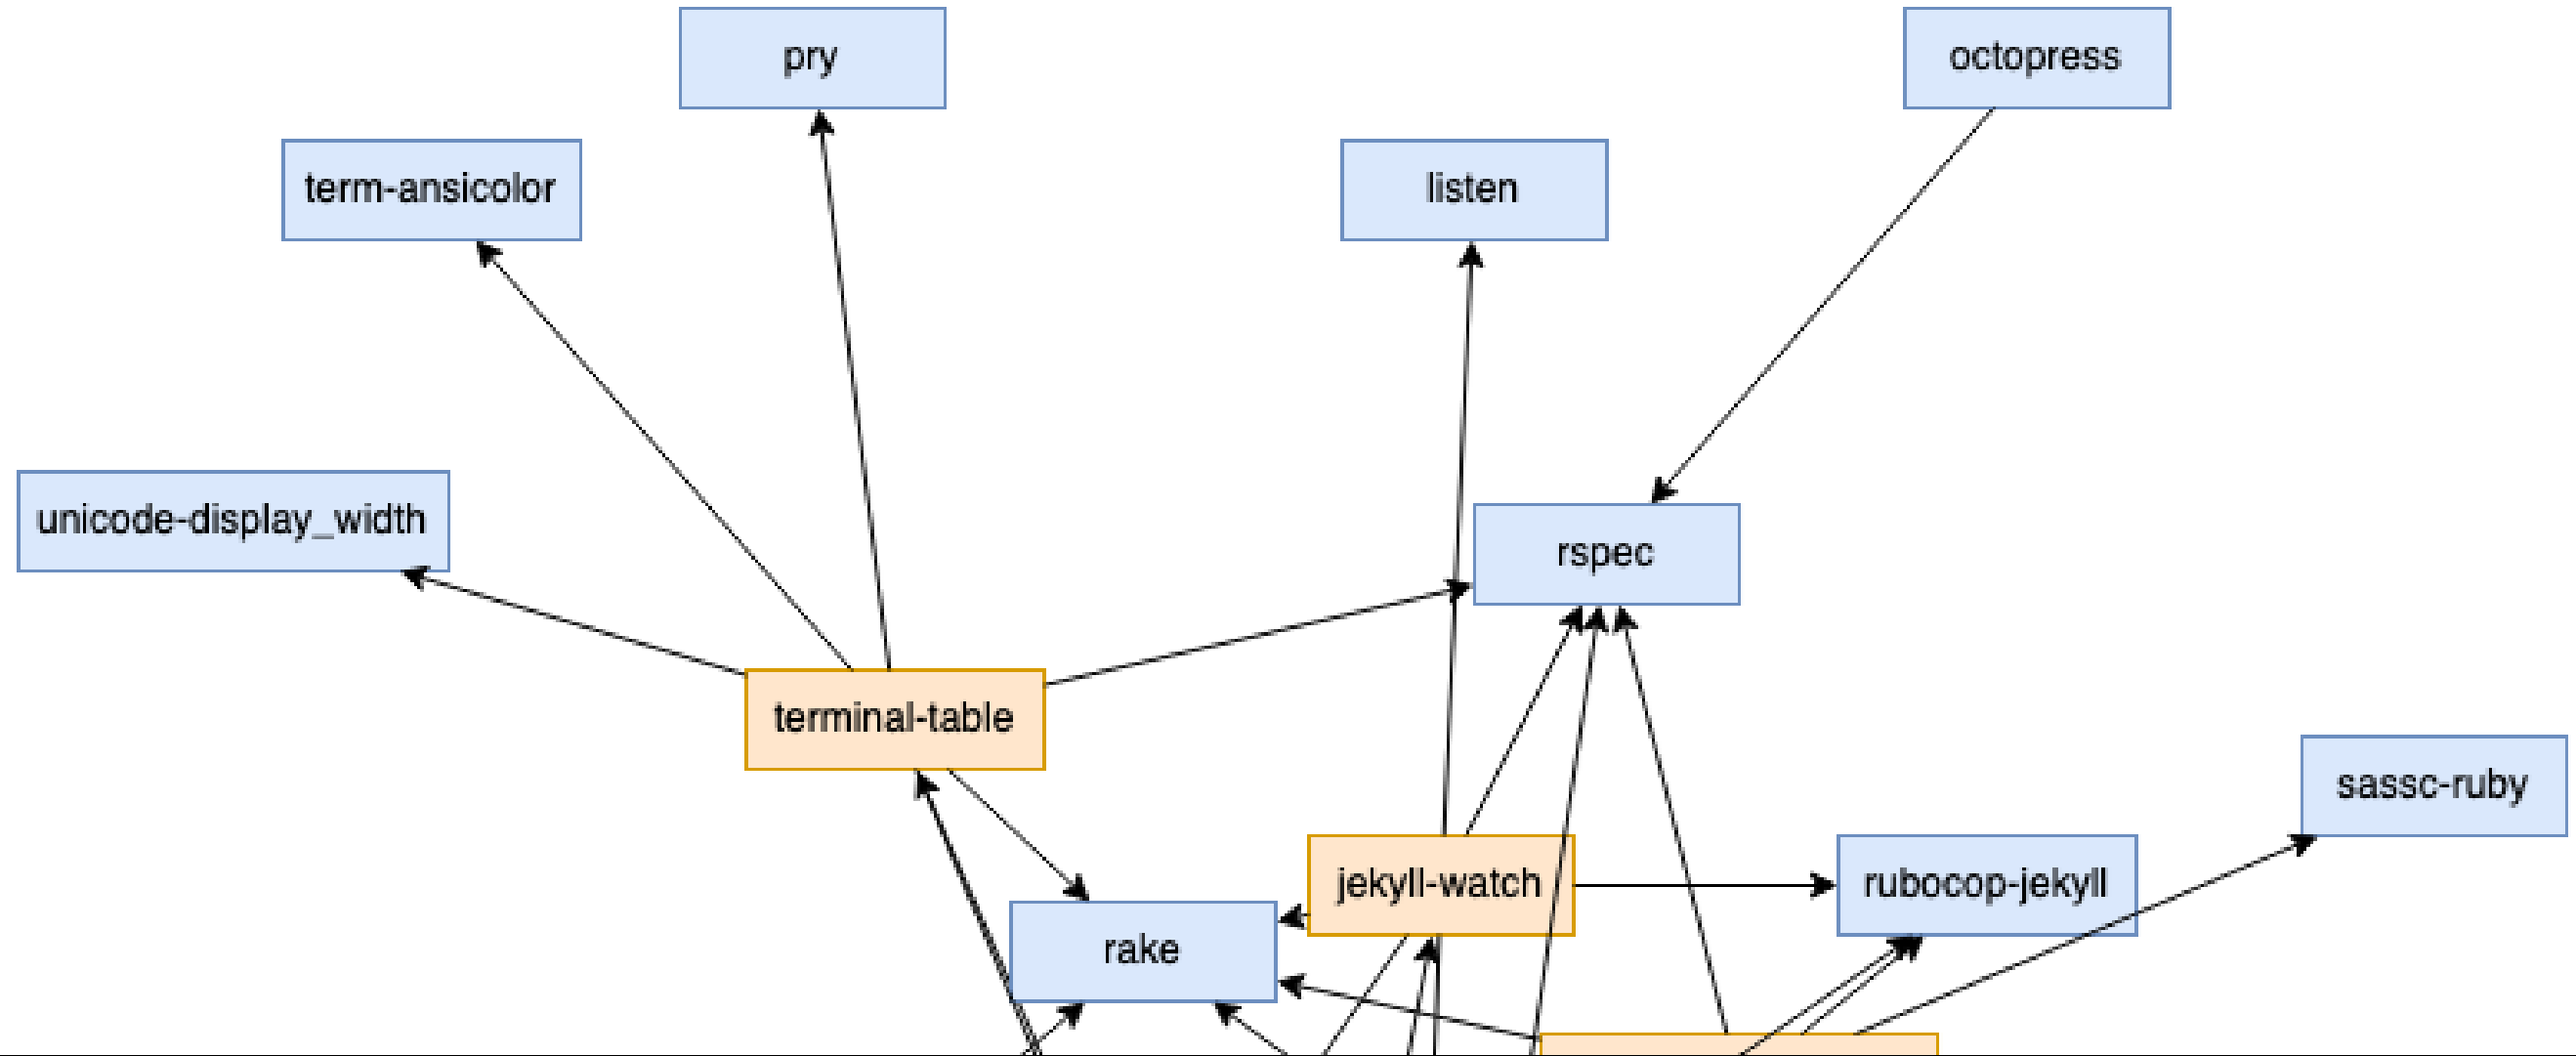 pry
octopress
term-ansicolor
listen
unicode-display_width
rspec
terminal-table
sassc-ruby
jekyll-watch
rubocop-jekyll
rake